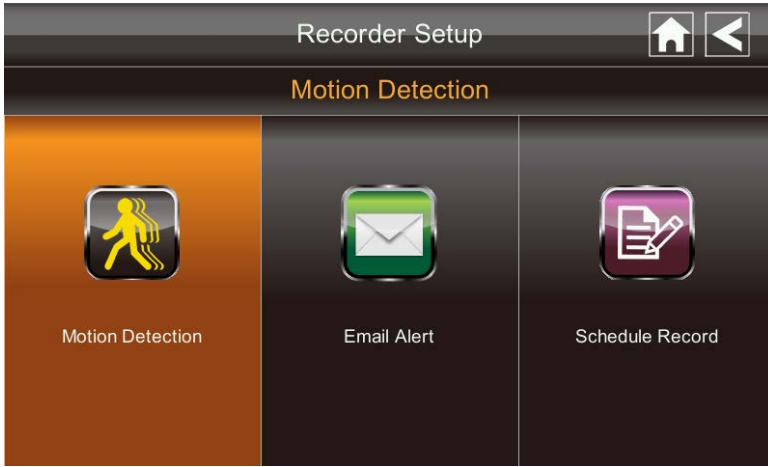 Recorder Setup
Motion Detection
Motion Detection
Email Alert
Schedule Record